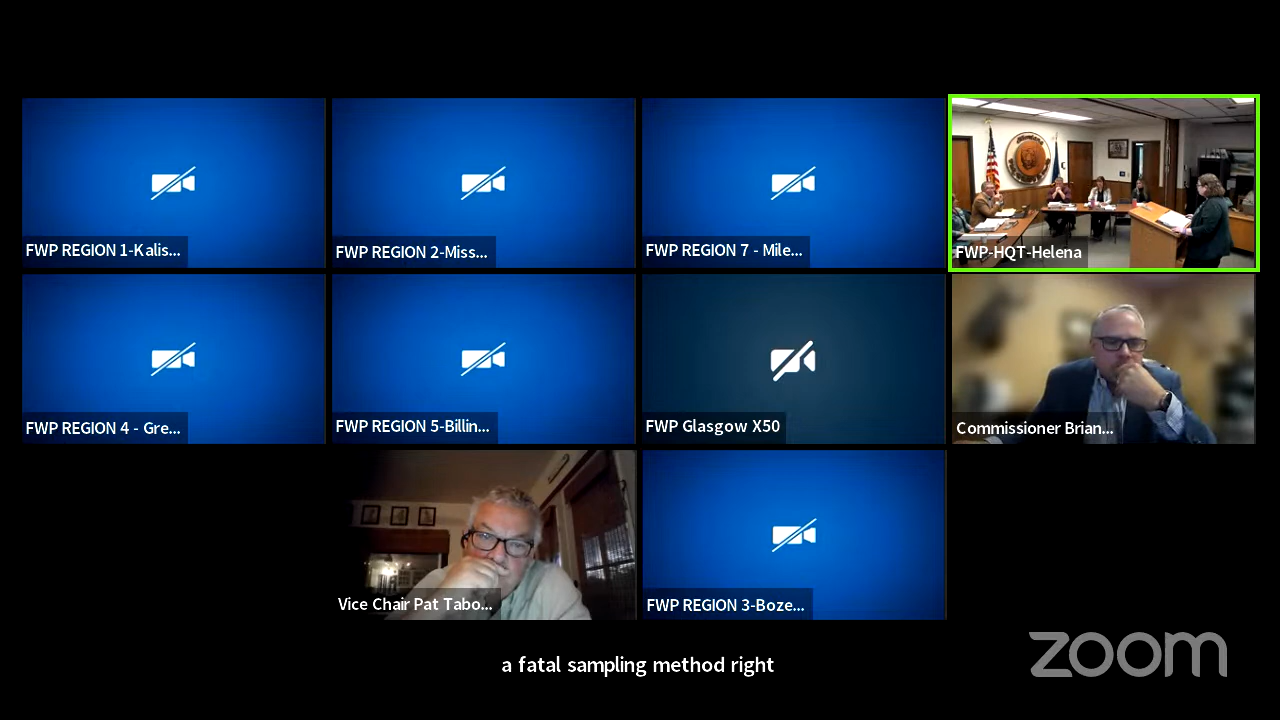 FWP REGION 1-Kalis...
FWP REGION 2-Miss...
FWP REGION 7 - Mile...
FWP-HQT-Helena
FWP REGION 4 - Gre...
FWP REGION 5-Billin...
FWP Glasgow X50
Commissioner Brian...
Vice Chair Pat Tabo...
FWP REGION 3-Boze...
a fatal sampling method right
zoom